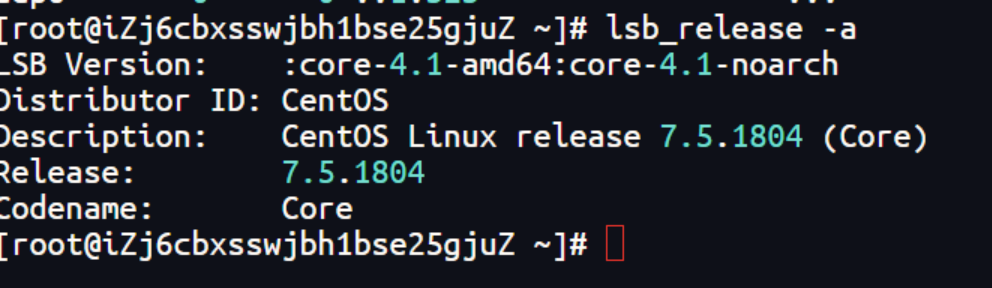 [root@iZj6cbxsswjbh1bse25gjuZ ~]# lsb_release -a
LSB Version:    :core-4.1-amd64:core-4.1-noarch
Distributor ID: CentOS
Description:    CentOS Linux release 7.5.1804 (Core)
Release:        7.5.1804
Codename:       Core
[root@iZj6cbxsswjbh1bse25gjuZ ~]#